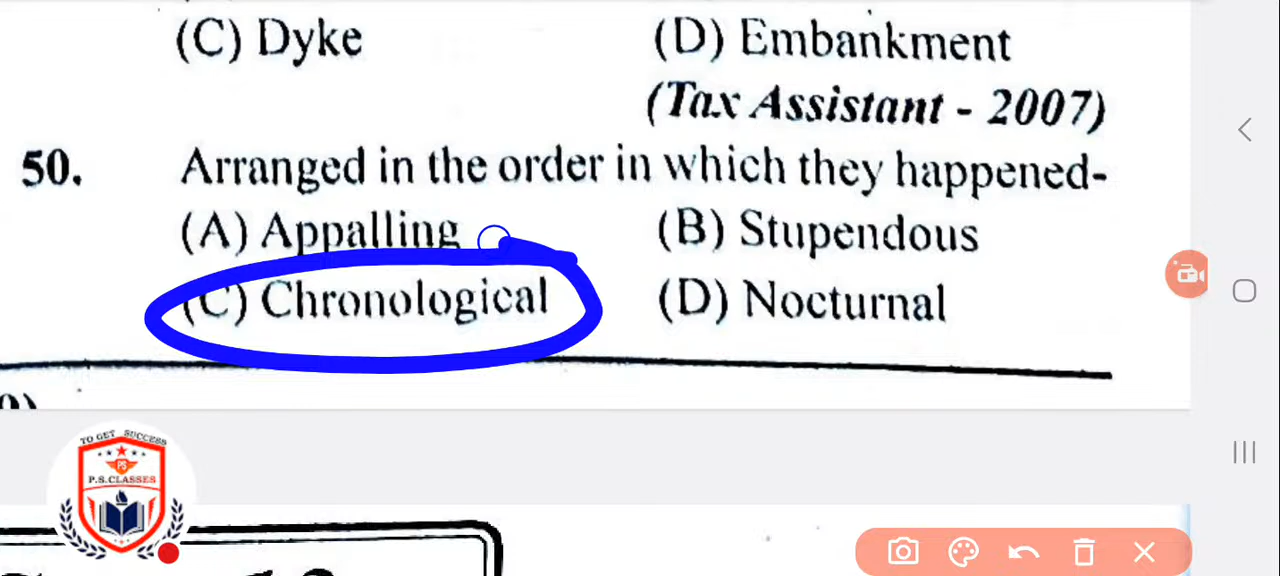 (C) Dyke (D) Embankment
(Tax Assistant - 2007)
50. Arranged in the order in which they happened-
(A) Appalling (B) Stupendous
(C) Chronological (D) Nocturnal
TO GET SUCCESS
PS
P.S.CLASSES